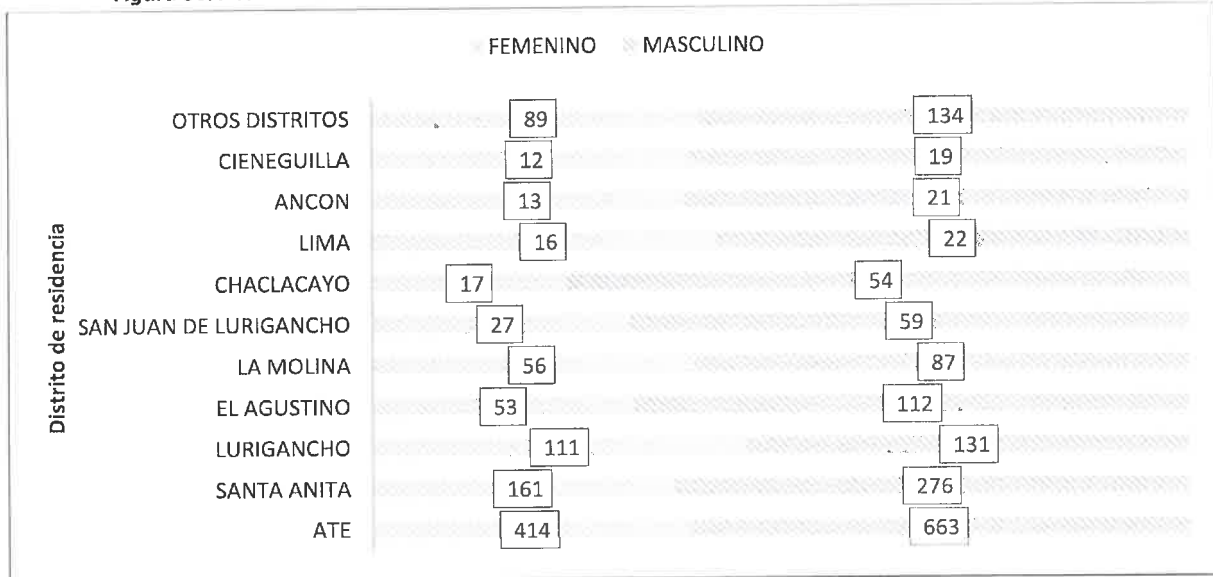 FEMENINO MASCULINO
OTROS DISTRITOS 89 134
CIENEGUILLA 12 19
ANCON 13 21
LIMA 16 22
CHACLACAYO 17 54
SAN JUAN DE LURIGANCHO 27 59
LA MOLINA 56 87
EL AGUSTINO 53 112
LURIGANCHO 111 131
SANTA ANITA 161 276
ATE 414 663
Distrito de residencia